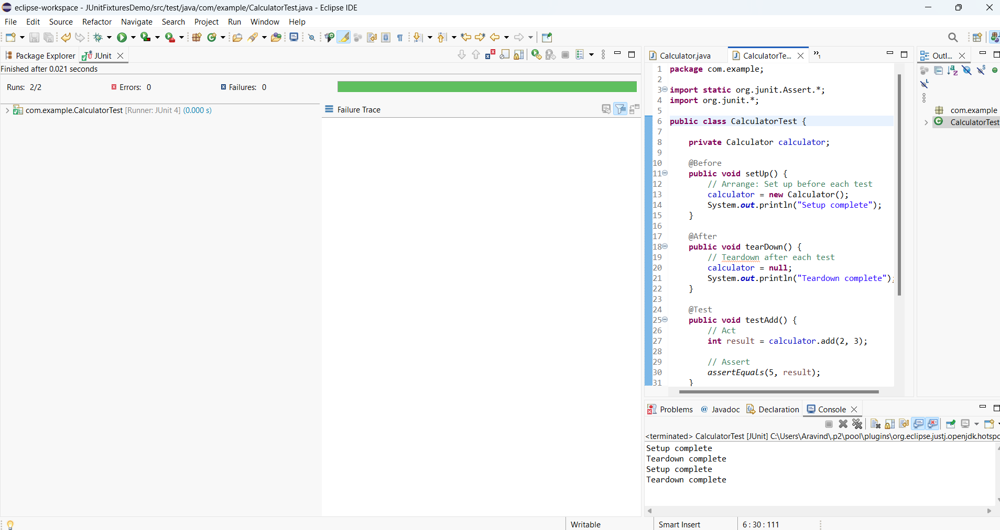 eclipse-workspace - JUnitFixturesDemo/src/test/java/com/example/CalculatorTest.java - Eclipse IDE
File Edit Source Refactor Navigate Search Project Run Window Help
Package Explorer JUnit
Finished after 0.021 seconds
Runs: 2/2 Errors: 0 Failures: 0
com.example.CalculatorTest [Runner: JUnit 4] (0.000 s)
Failure Trace
Calculator.java CalculatorTe... »1
1 package com.example;
2
3 import static org.junit.Assert.*;
4 import org.junit.*;
5
6 public class CalculatorTest {
7
8 private Calculator calculator;
9
10 @Before
11 public void setUp() {
12 // Arrange: Set up before each test
13 calculator = new Calculator();
14 System.out.println("Setup complete");
15 }
16
17 @After
18 public void tearDown() {
19 // Teardown after each test
20 calculator = null;
21 System.out.println("Teardown complete");
22 }
23
24 @Test
25 public void testAdd() {
26 // Act
27 int result = calculator.add(2, 3);
28
29 // Assert
30 assertEquals(5, result);
31 }
Outl...
com.example
CalculatorTest
Problems @ Javadoc Declaration Console
<terminated> CalculatorTest [JUnit] C:\Users\Aravind\.p2\pool\plugins\org.eclipse.justj.openjdk.hotspo
Setup complete
Teardown complete
Setup complete
Teardown complete
Writable Smart Insert 6 : 30 : 111